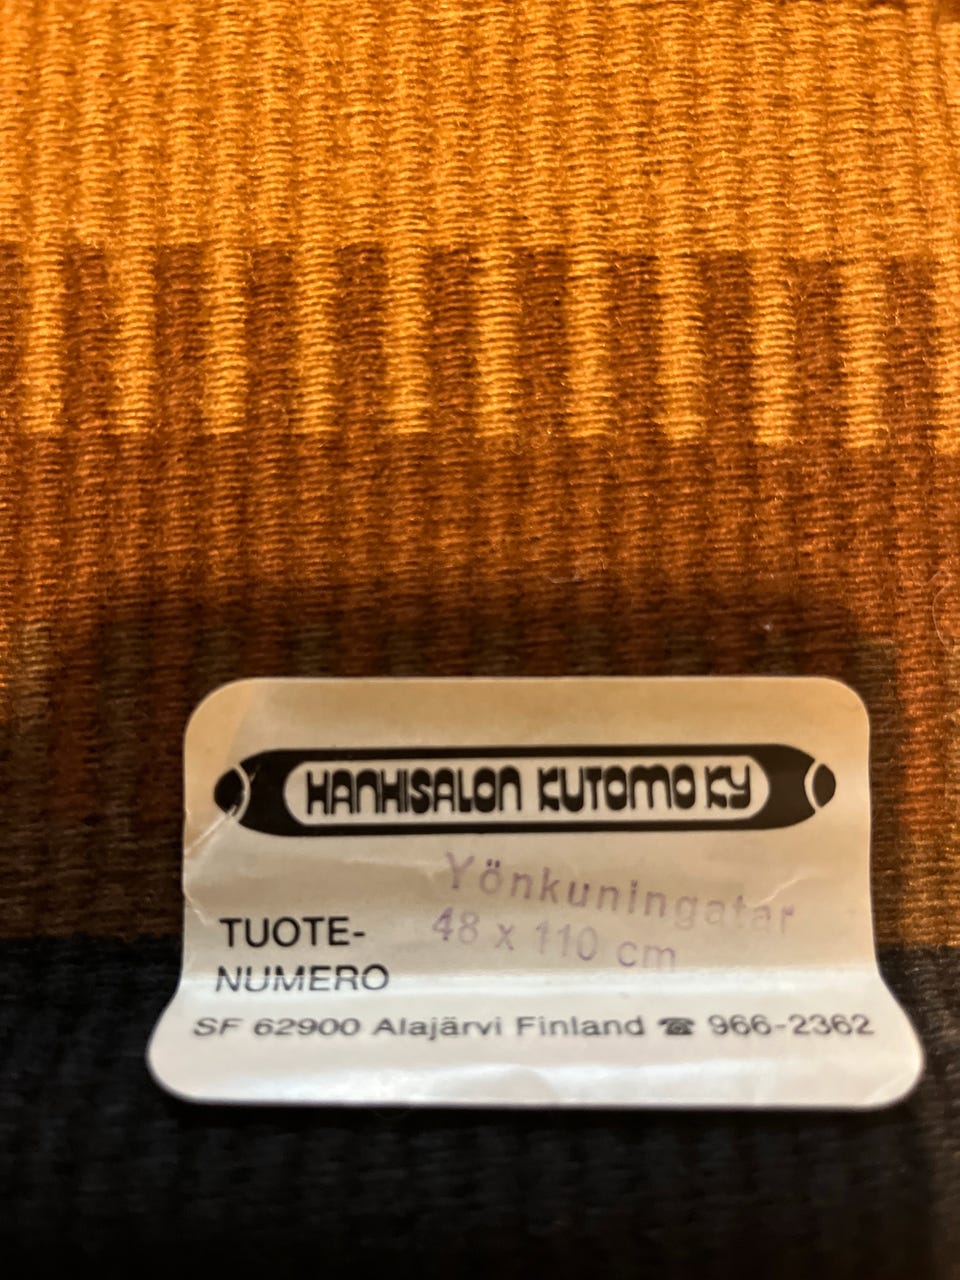 HANHISALON KUTOMO KY
Yönkuningatar
48 x 110 cm
TUOTE-
NUMERO
SF 62900 Alajärvi Finland ☎ 966-2362